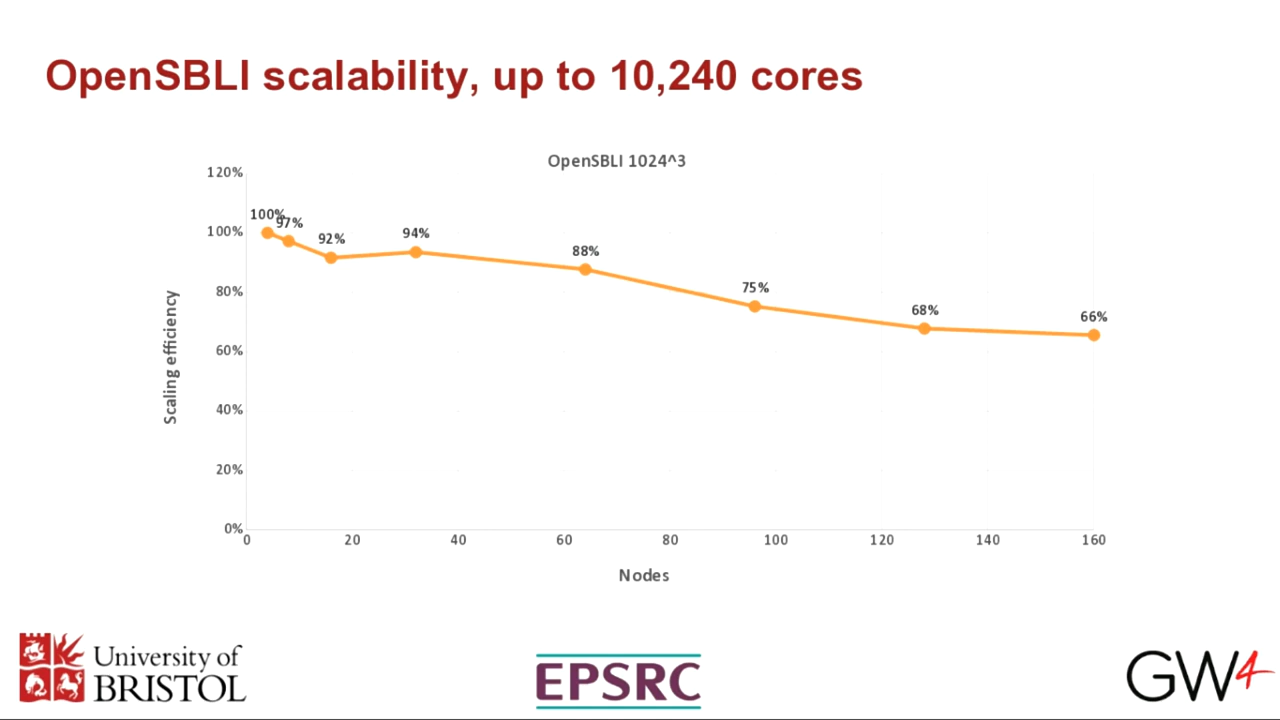 OpenSBLI scalability, up to 10,240 cores
OpenSBLI 1024^3
120%
100%
80%
60%
40%
20%
0%
Scaling efficiency
100%
97%
92%
94%
88%
75%
68%
66%
0 20 40 60 80 100 120 140 160
Nodes
University of
BRISTOL
EPSRC
GW4